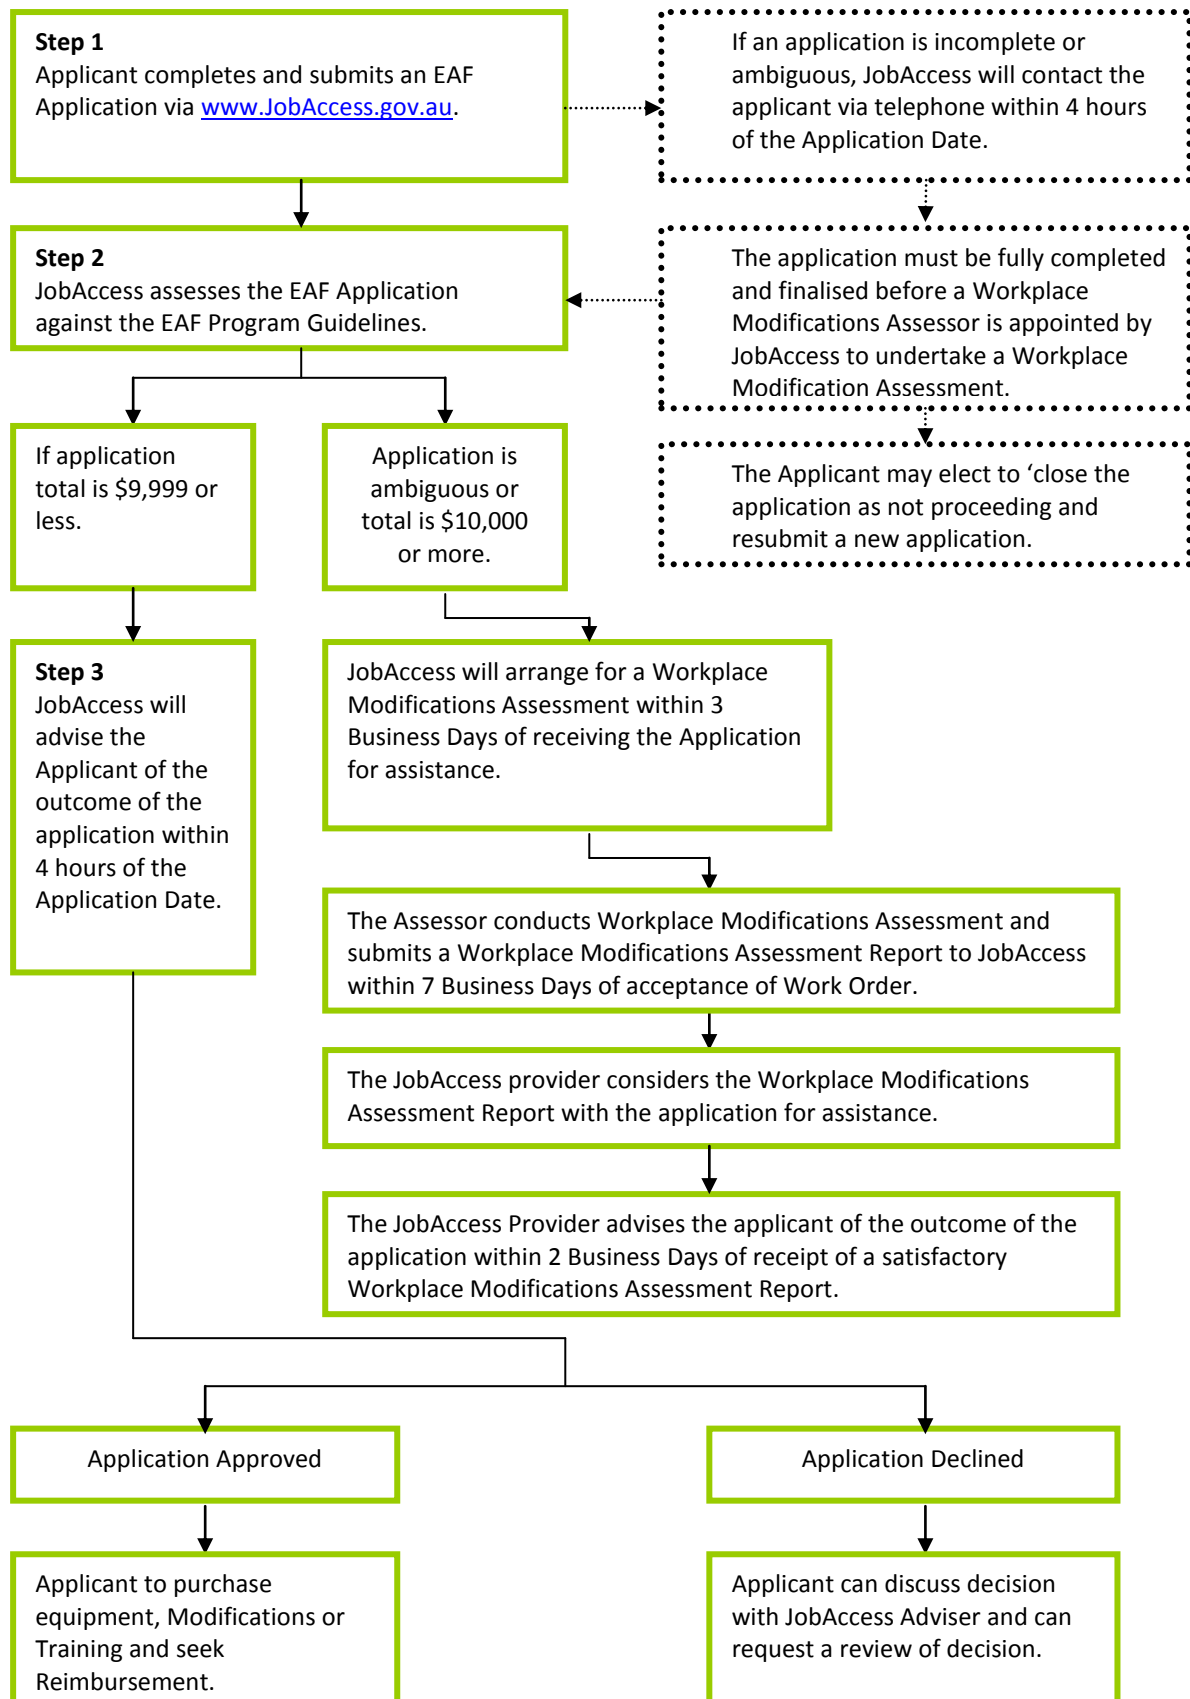 Step 1
Applicant completes and submits an EAF
Application via www.JobAccess.gov.au.
If an application is incomplete or
ambiguous, JobAccess will contact the
applicant via telephone within 4 hours
of the Application Date.
Step 2
JobAccess assesses the EAF Application
against the EAF Program Guidelines.
The application must be fully completed
and finalised before a Workplace
Modifications Assessor is appointed by
JobAccess to undertake a Workplace
Modification Assessment.
If application
total is $9,999 or
less.
Application is
ambiguous or
total is $10,000
or more.
The Applicant may elect to ‘close the
application as not proceeding and
resubmit a new application.
Step 3
JobAccess will
advise the
Applicant of the
outcome of the
application within
4 hours of the
Application Date.
JobAccess will arrange for a Workplace
Modifications Assessment within 3
Business Days of receiving the Application
for assistance.
The Assessor conducts Workplace Modifications Assessment and
submits a Workplace Modifications Assessment Report to JobAccess
within 7 Business Days of acceptance of Work Order.
The JobAccess provider considers the Workplace Modifications
Assessment Report with the application for assistance.
The JobAccess Provider advises the applicant of the outcome of the
application within 2 Business Days of receipt of a satisfactory
Workplace Modifications Assessment Report.
Application Approved
Application Declined
Applicant to purchase
equipment, Modifications or
Training and seek
Reimbursement.
Applicant can discuss decision
with JobAccess Adviser and can
request a review of decision.